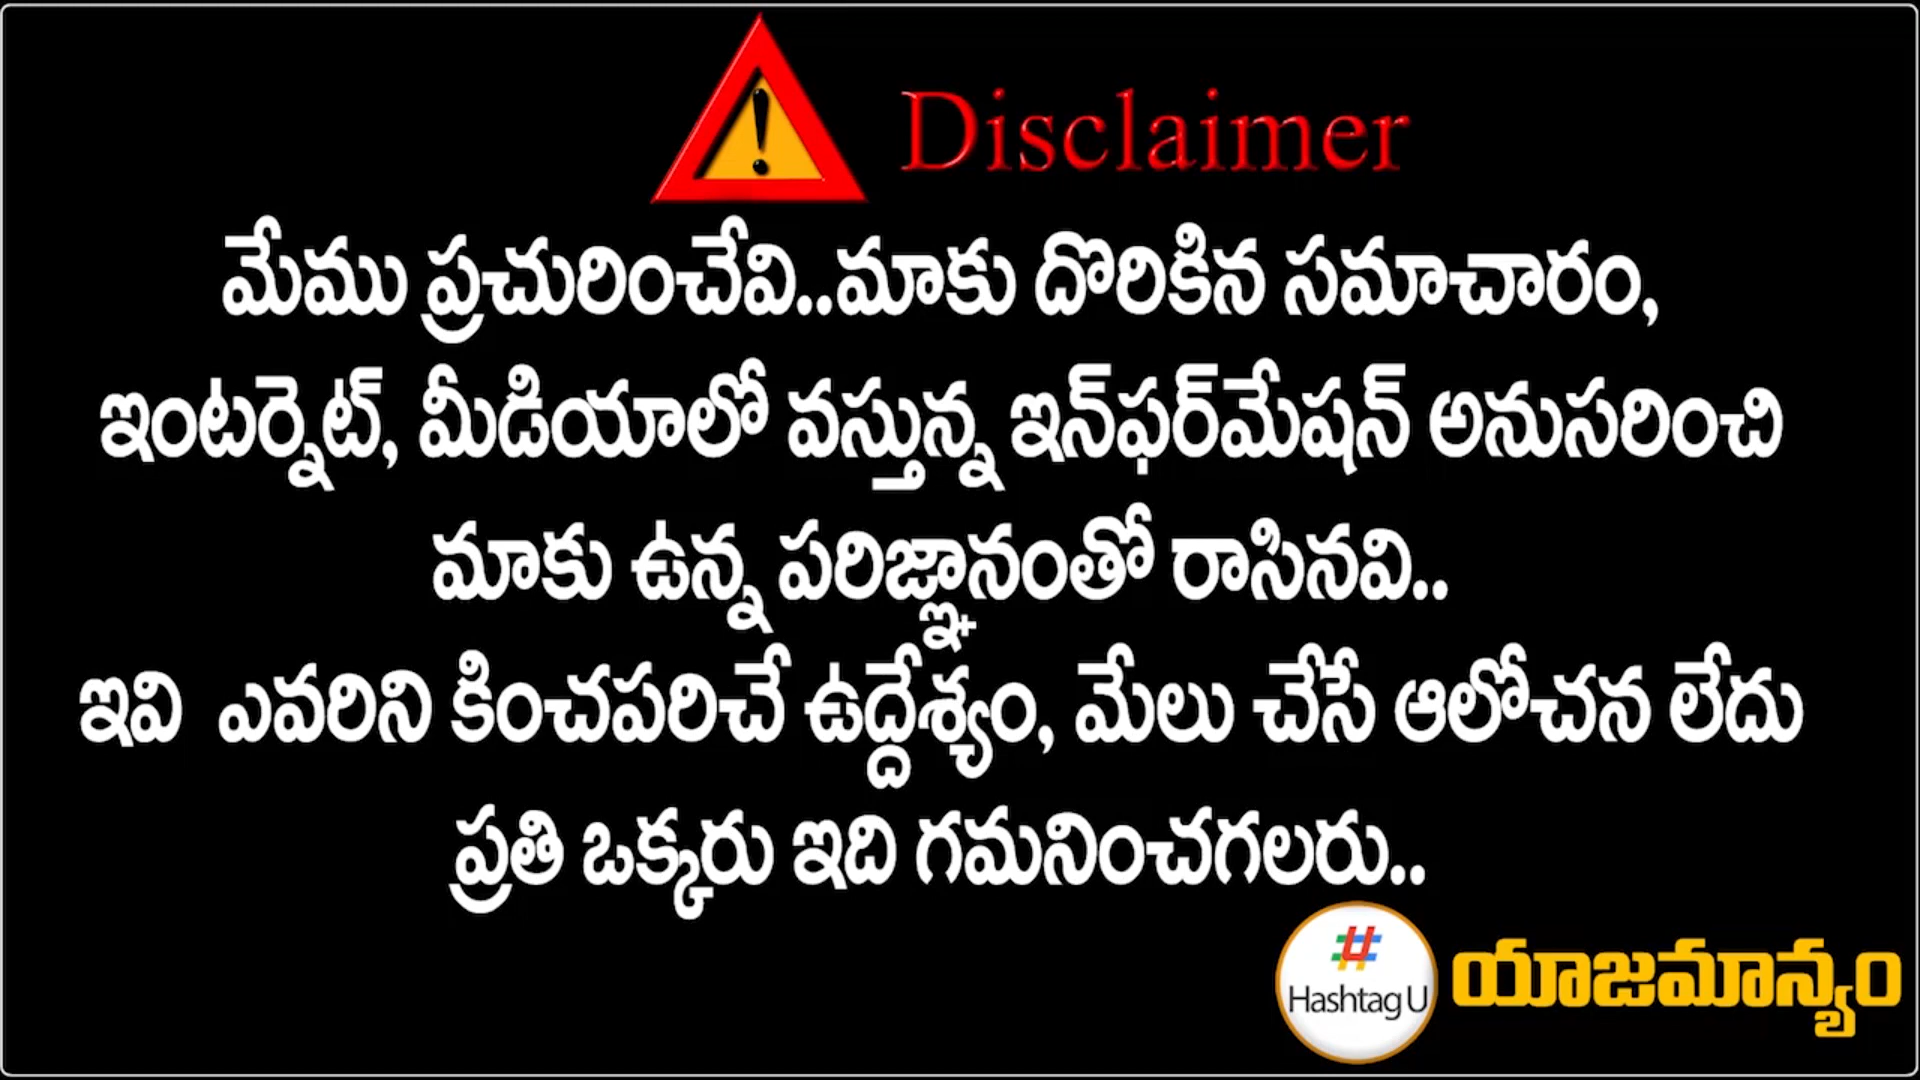 Disclaimer
మేము ప్రచురించేవి..మాకు దొరికిన సమాచారం,
ఇంటర్నెట్, మీడియాలో వస్తున్న ఇన్‌ఫర్‌మేషన్ అనుసరించి
మాకు ఉన్న పరిజ్ఞానంతో రాసినవి..
ఇవి ఎవరిని కించపరిచే ఉద్దేశ్యం, మేలు చేసే ఆలోచన లేదు
ప్రతి ఒక్కరు ఇది గమనించగలరు..
# Hashtag U యాజమాన్యం